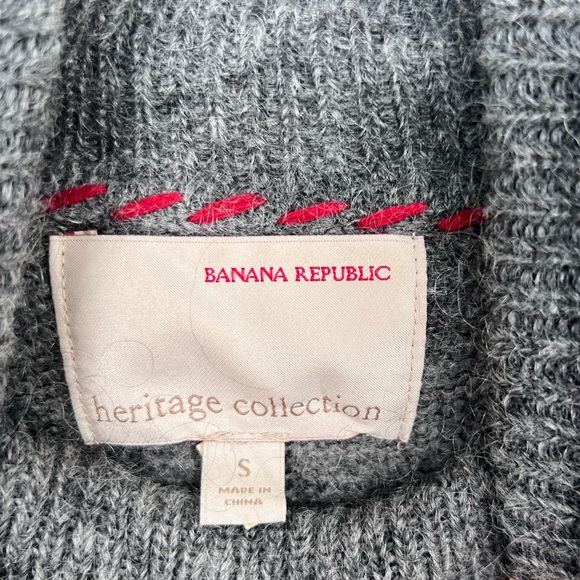 BANANA REPUBLIC
heritage collection
S
MADE IN
CHINA